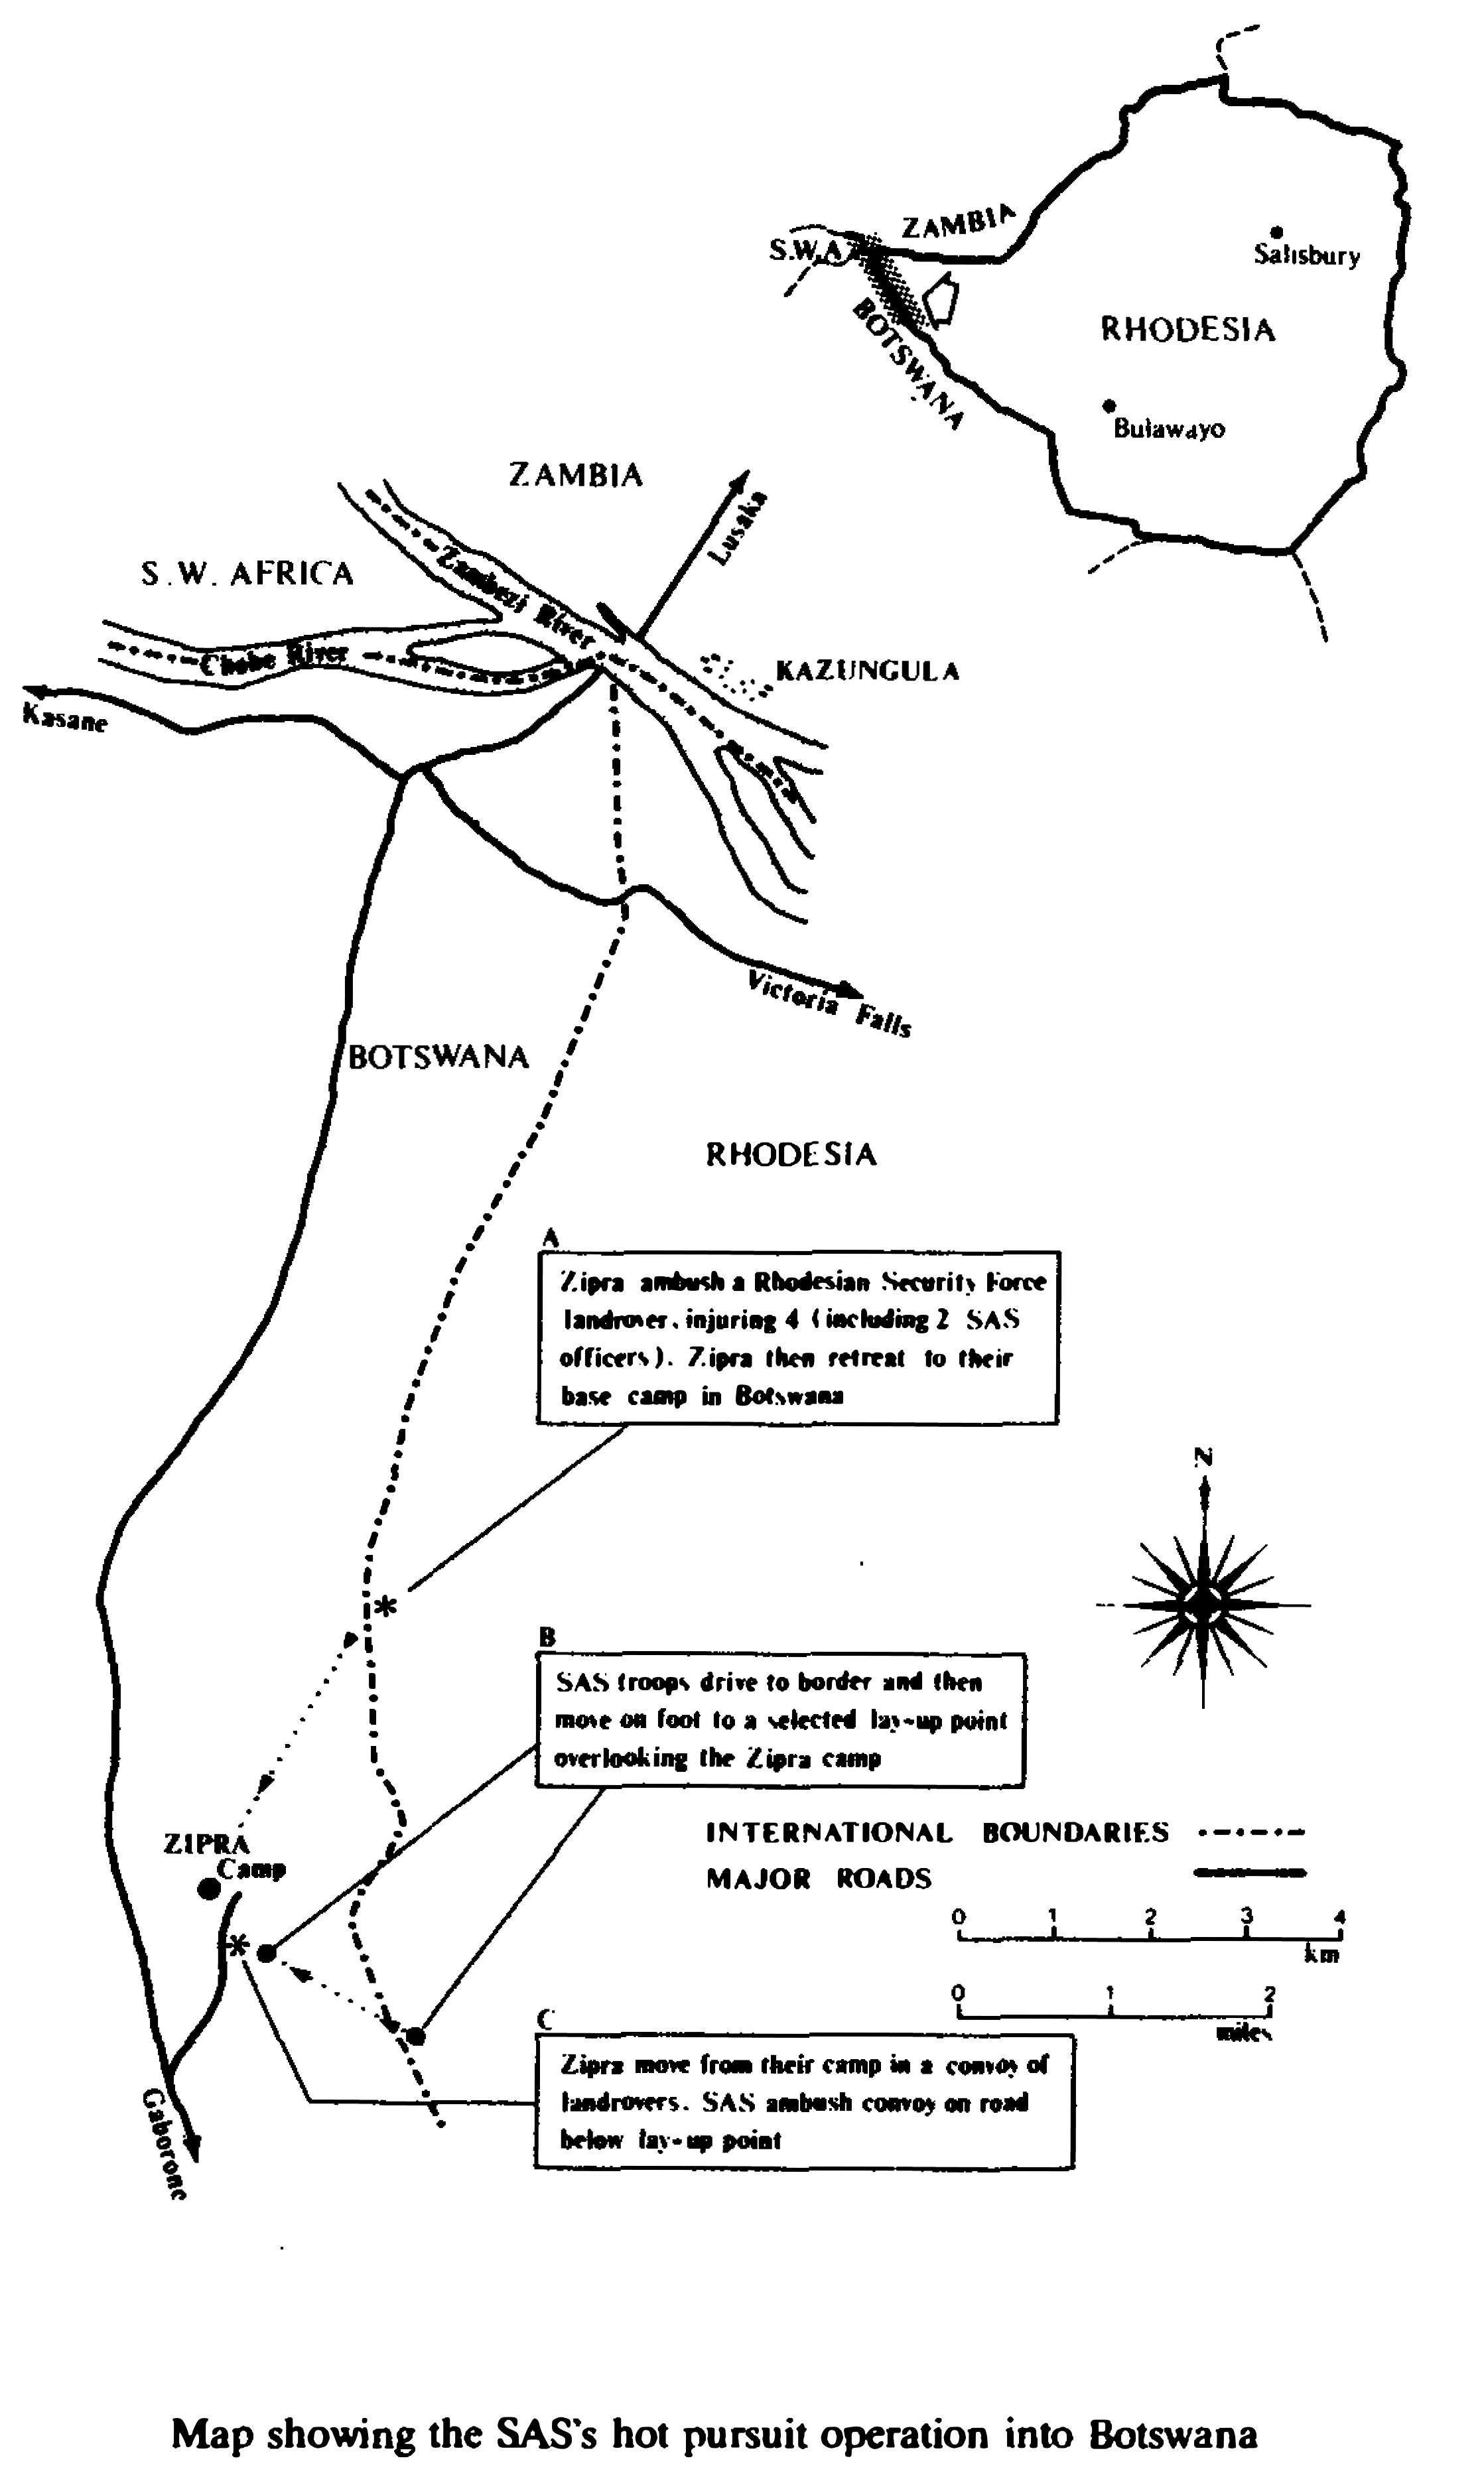 ZAMBIA
S.W.A
BOTSWANA
Salisbury
RHODESIA
Bulawayo
ZAMBIA
Lusaka
S.W. AFRICA
Zambezi River
Chobe River
KAZUNGULA
Kasane
Victoria Falls
BOTSWANA
RHODESIA
A
Zipra ambush a Rhodesian Security Force
landrover, injuring 4 (including 2 SAS
officers). Zipra then retreat to their
base camp in Botswana
N
B
SAS troops drive to border and then
move on foot to a selected lay-up point
overlooking the Zipra camp
INTERNATIONAL BOUNDARIES
MAJOR ROADS
ZIPRA
Camp
0 1 2 3 4
km
0 1 2
miles
C
Zipra move from their camp in a convoy of
landrovers. SAS ambush convoy on road
below lay-up point
Gaborone
Map showing the SAS's hot pursuit operation into Botswana